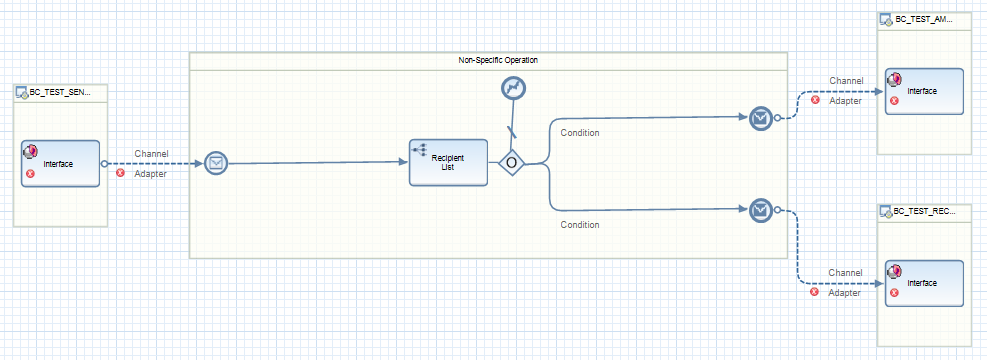 BC_TEST_AM...
Interface
Channel
Adapter
Non-Specific Operation
BC_TEST_SEN...
Interface
Channel
Adapter
Recipient
List
Condition
Condition
BC_TEST_REC...
Interface
Channel
Adapter